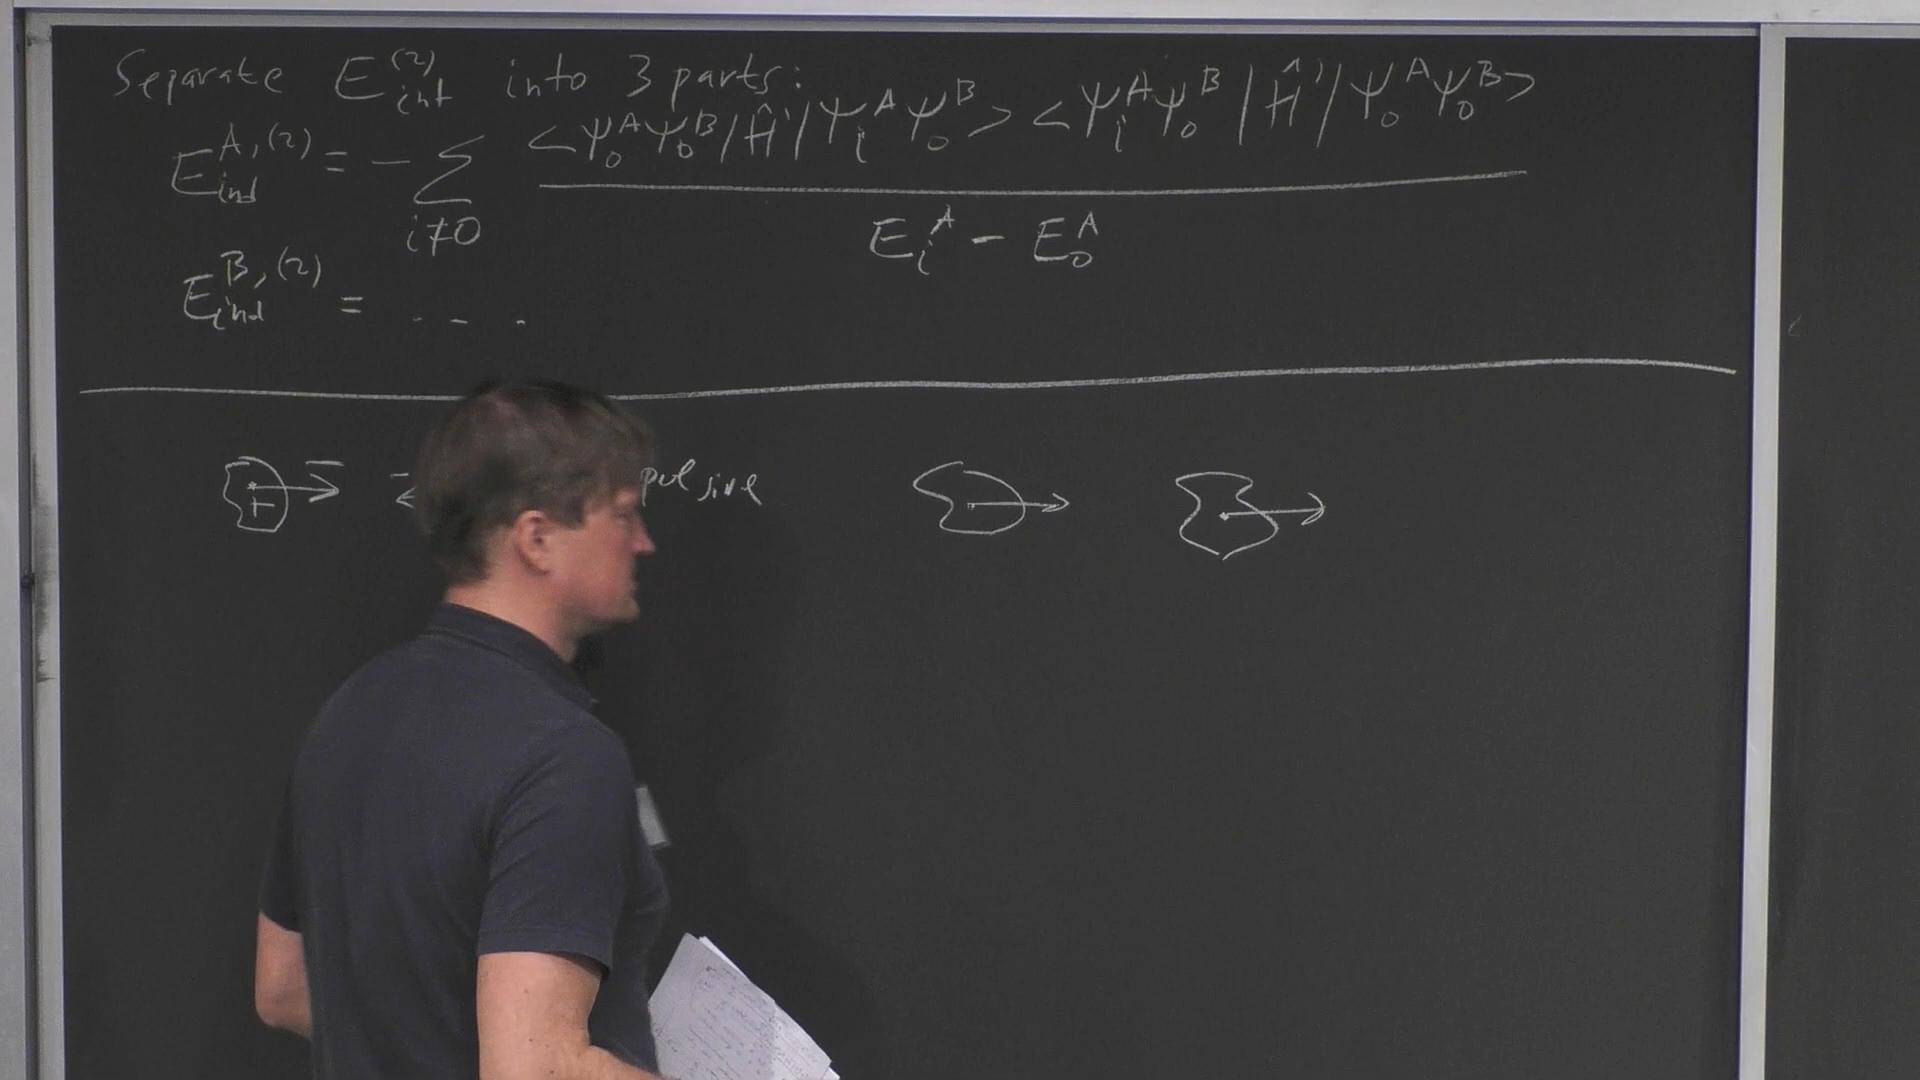 Separate E_int^(2) into 3 parts:
E_ind^{A,(2)} = - Σ_{i≠0} <Ψ_0^A Ψ_0^B | Ĥ' | Ψ_i^A Ψ_0^B> <Ψ_i^A Ψ_0^B | Ĥ' | Ψ_0^A Ψ_0^B>
E_i^A - E_0^A
E_ind^{B,(2)} = ...
+ - - pulsive